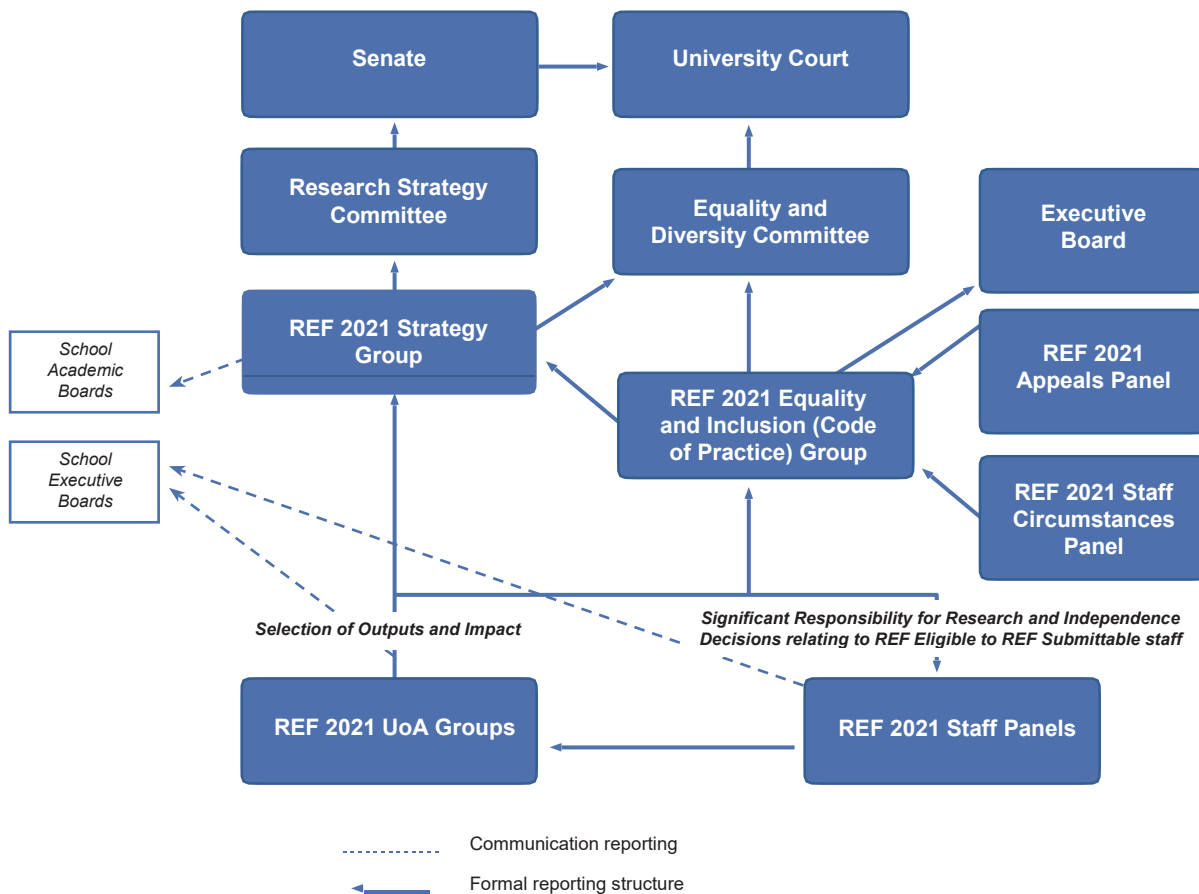 Senate
University Court
Research Strategy
Committee
Equality and
Diversity Committee
Executive
Board
REF 2021 Strategy
Group
School
Academic
Boards
REF 2021
Appeals Panel
REF 2021 Equality
and Inclusion (Code
of Practice) Group
School
Executive
Boards
REF 2021 Staff
Circumstances
Panel
Selection of Outputs and Impact
Significant Responsibility for Research and Independence
Decisions relating to REF Eligible to REF Submittable staff
REF 2021 UoA Groups
REF 2021 Staff Panels
Communication reporting
Formal reporting structure